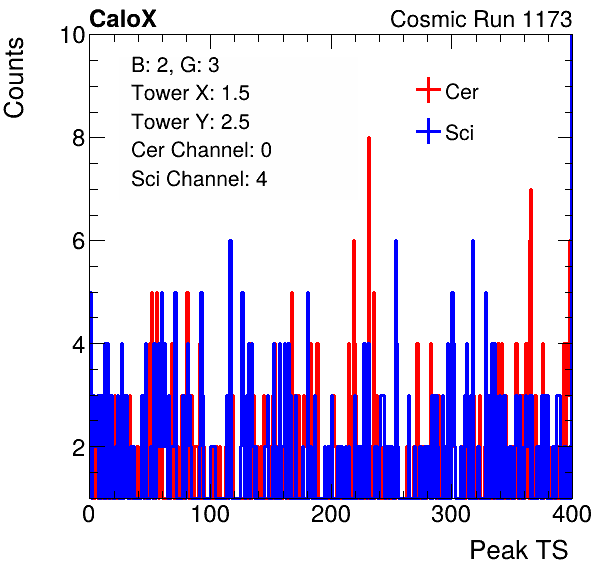 CaloX Cosmic Run 1173
Counts
10
8
6
4
2
B: 2, G: 3
Tower X: 1.5
Tower Y: 2.5
Cer Channel: 0
Sci Channel: 4
Cer
Sci
0 100 200 300 400
Peak TS